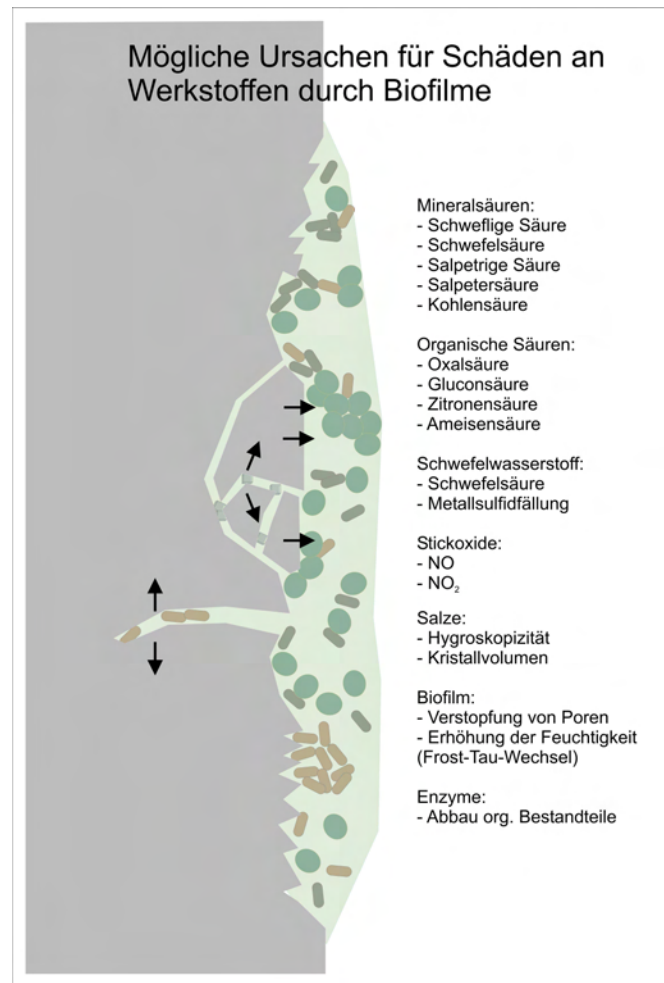 Mögliche Ursachen für Schäden an
Werkstoffen durch Biofilme
Mineralsäuren:
- Schweflige Säure
- Schwefelsäure
- Salpetrige Säure
- Salpetersäure
- Kohlensäure
Organische Säuren:
- Oxalsäure
- Gluconsäure
- Zitronensäure
- Ameisensäure
Schwefelwasserstoff:
- Schwefelsäure
- Metallsulfidfällung
Stickoxide:
- NO
- NO₂
Salze:
- Hygroskopizität
- Kristallvolumen
Biofilm:
- Verstopfung von Poren
- Erhöhung der Feuchtigkeit
(Frost-Tau-Wechsel)
Enzyme:
- Abbau org. Bestandteile